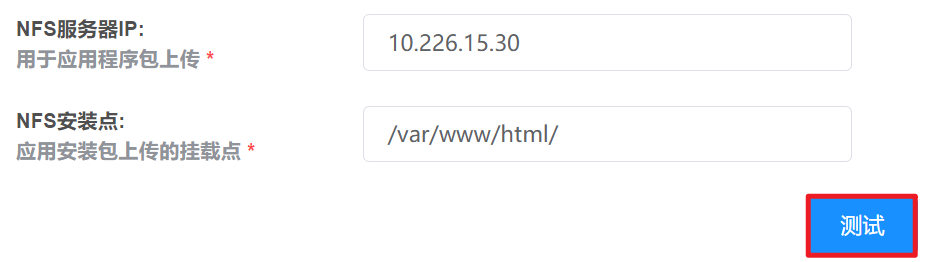 NFS服务器IP:
用于应用程序包上传 *
10.226.15.30
NFS安装点:
应用安装包上传的挂载点 *
/var/www/html/
测试